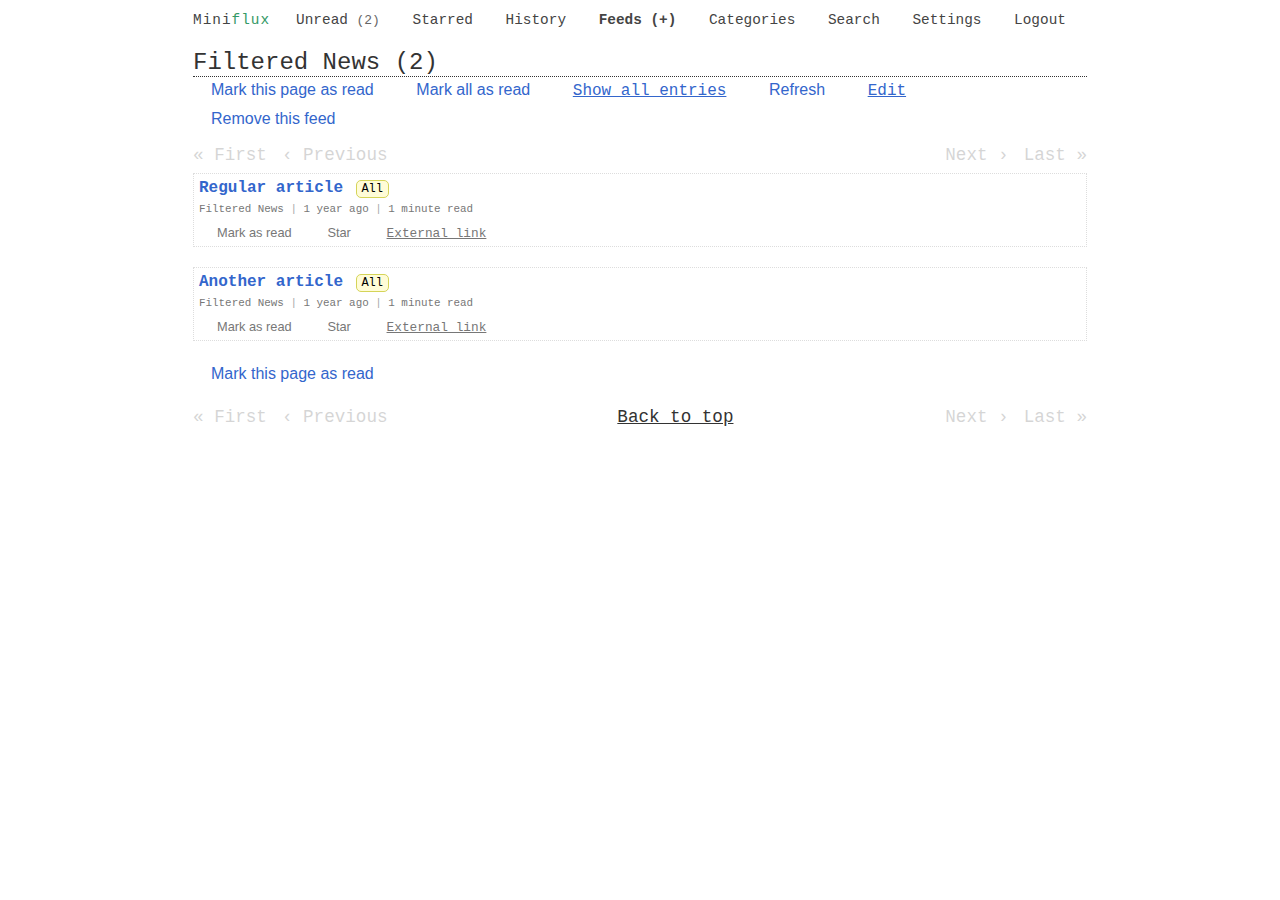 Miniflux Unread (2) Starred History Feeds (+) Categories Search Settings Logout
Filtered News (2)
Mark this page as read Mark all as read Show all entries Refresh Edit
Remove this feed
« First ‹ Previous Next › Last »
Regular article All
Filtered News | 1 year ago | 1 minute read
Mark as read Star External link
Another article All
Filtered News | 1 year ago | 1 minute read
Mark as read Star External link
Mark this page as read
« First ‹ Previous Back to top Next › Last »